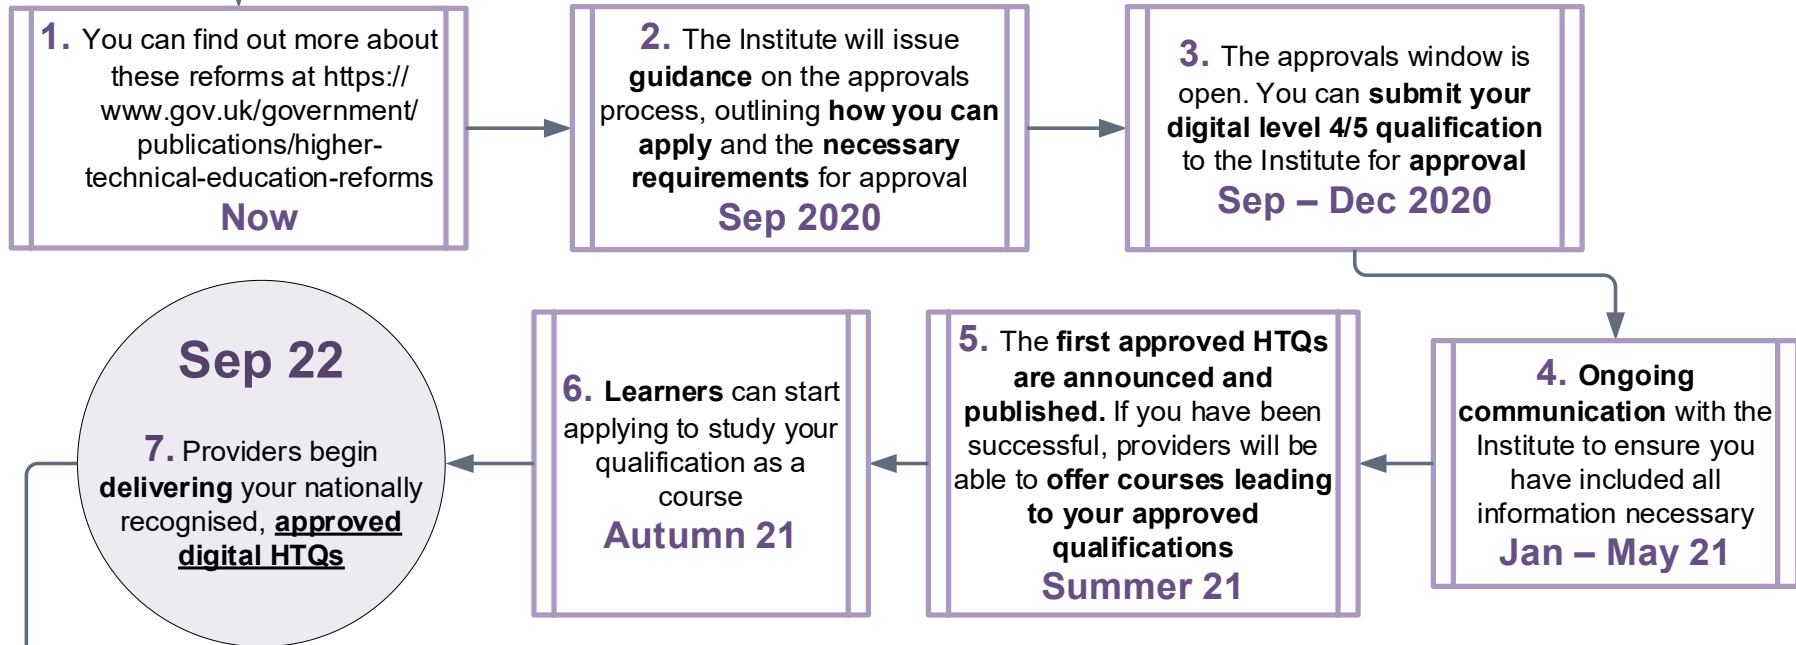 1. You can find out more about
these reforms at https://
www.gov.uk/government/
publications/higher-
technical-education-reforms
Now
2. The Institute will issue
guidance on the approvals
process, outlining how you can
apply and the necessary
requirements for approval
Sep 2020
3. The approvals window is
open. You can submit your
digital level 4/5 qualification
to the Institute for approval
Sep – Dec 2020
4. Ongoing
communication with the
Institute to ensure you
have included all
information necessary
Jan – May 21
5. The first approved HTQs
are announced and
published. If you have been
successful, providers will be
able to offer courses leading
to your approved
qualifications
Summer 21
6. Learners can start
applying to study your
qualification as a
course
Autumn 21
Sep 22
7. Providers begin
delivering your nationally
recognised, approved
digital HTQs